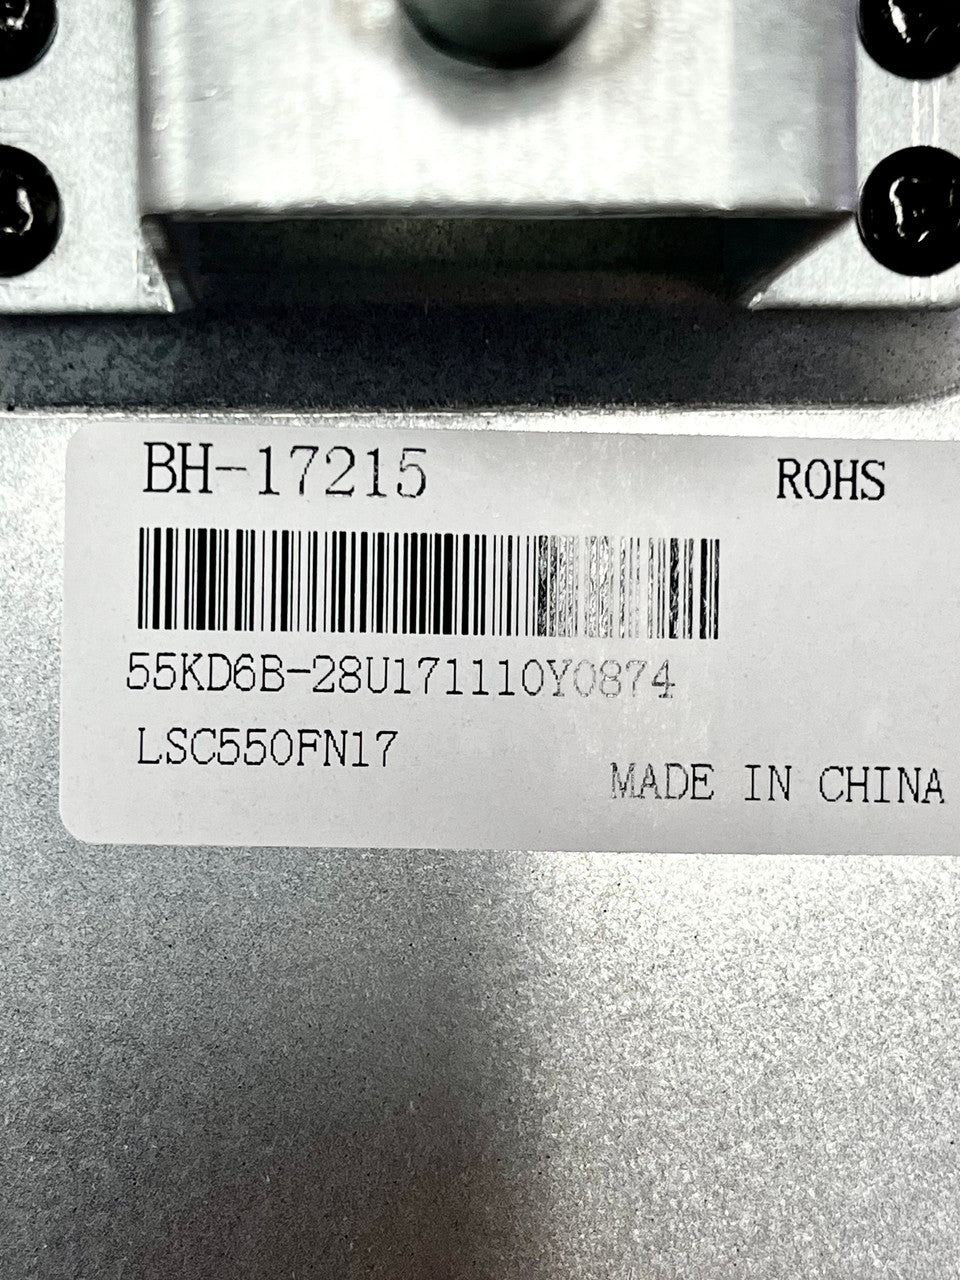 BH-17215
ROHS
55KD6B-28U171110Y0874
LSC550FN17
MADE IN CHINA